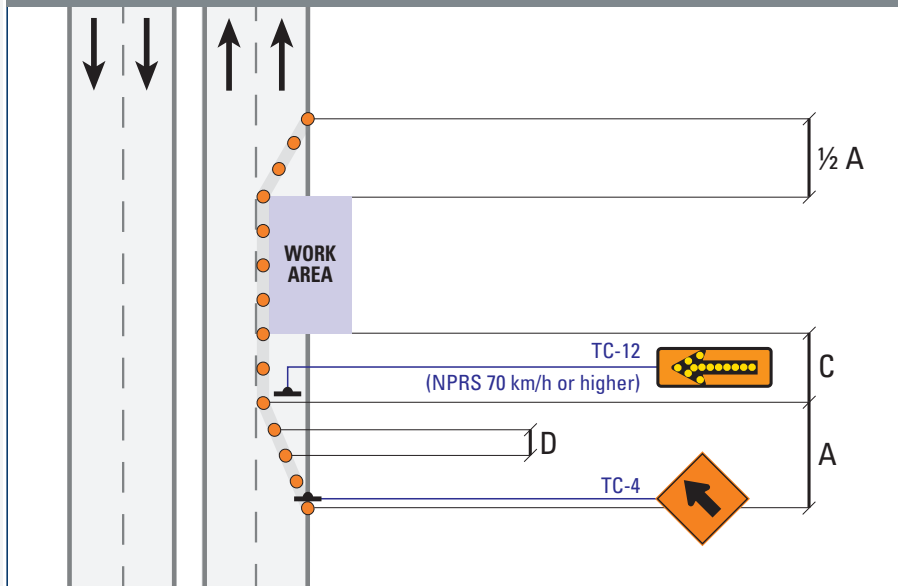 ½ A
WORK
AREA
TC-12
(NPRS 70 km/h or higher)
C
D
A
TC-4